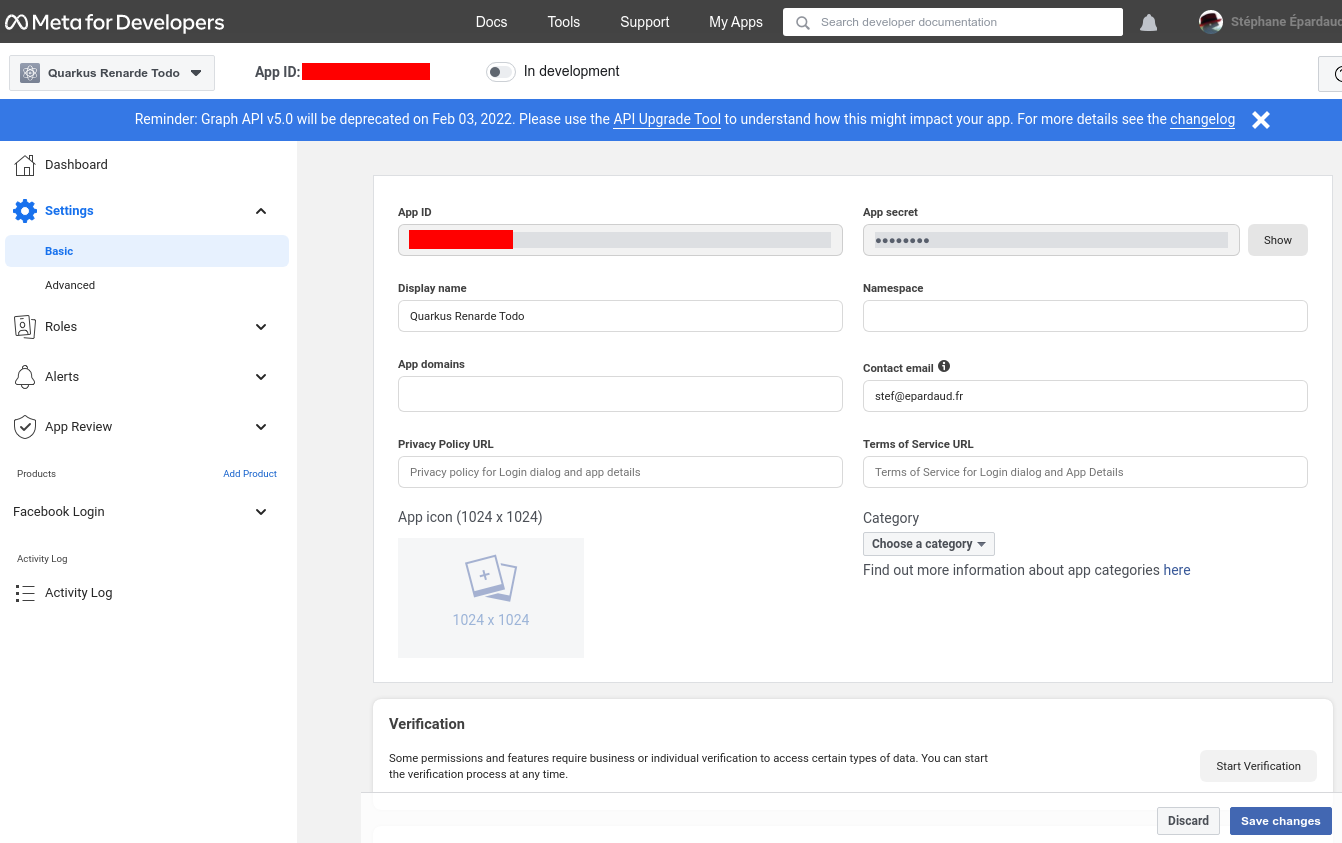 Meta for Developers
Docs
Tools
Support
My Apps
Search developer documentation
Stéphane Épardaud
Quarkus Renarde Todo
App ID:
In development
Reminder: Graph API v5.0 will be deprecated on Feb 03, 2022. Please use the API Upgrade Tool to understand how this might impact your app. For more details see the changelog
Dashboard
Settings
Basic
Advanced
Roles
Alerts
App Review
Products
Add Product
Facebook Login
Activity Log
Activity Log
App ID
App secret
●●●●●●●●
Show
Display name
Quarkus Renarde Todo
Namespace
App domains
Contact email
stef@epardaud.fr
Privacy Policy URL
Privacy policy for Login dialog and app details
Terms of Service URL
Terms of Service for Login dialog and App Details
App icon (1024 x 1024)
1024 x 1024
Category
Choose a category
Find out more information about app categories here
Verification
Some permissions and features require business or individual verification to access certain types of data. You can start
the verification process at any time.
Start Verification
Discard
Save changes